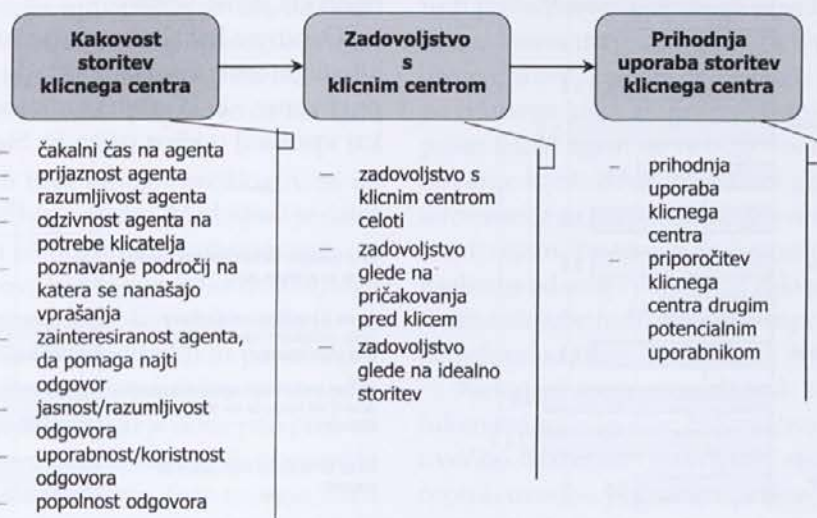 Kakovost
storitev
klicnega centra
Zadovoljstvo
s
klicnim centrom
Prihodnja
uporaba storitev
klicnega centra
– čakalni čas na agenta
– prijaznost agenta
– razumljivost agenta
– odzivnost agenta na
potrebe klicatelja
– poznavanje področij na
katera se nanašajo
vprašanja
– zainteresiranost agenta,
da pomaga najti
odgovor
– jasnost/razumljivost
odgovora
– uporabnost/koristnost
odgovora
– popolnost odgovora
– zadovoljstvo s
klicnim centrom
celoti
– zadovoljstvo
glede na
pričakovanja
pred klicem
– zadovoljstvo
glede na idealno
storitev
– prihodnja
uporaba
klicnega
centra
– priporočitev
klicnega
centra drugim
potencialnim
uporabnikom